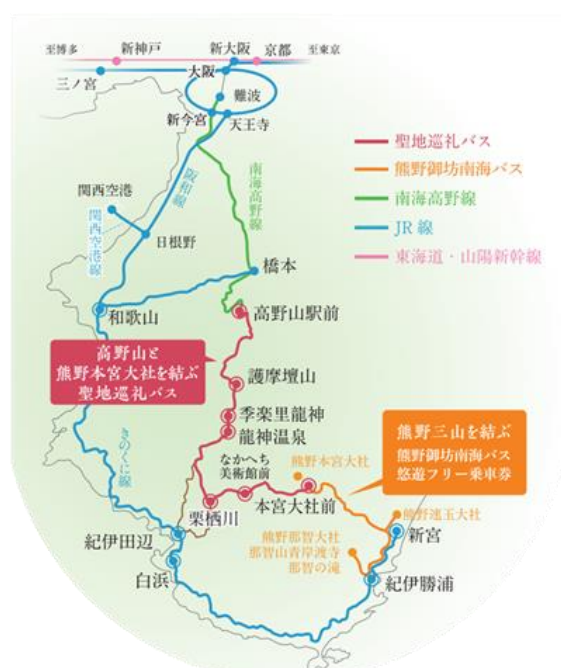 至博多
新神戸
新大阪
京都
至東京
三ノ宮
大阪
難波
新今宮
天王寺
聖地巡礼バス
熊野御坊南海バス
南海高野線
JR線
東海道・山陽新幹線
阪和線
南海高野線
関西空港
関西空港線
日根野
橋本
和歌山
高野山駅前
高野山と
熊野本宮大社を結ぶ
聖地巡礼バス
護摩壇山
季楽里龍神
龍神温泉
熊野三山を結ぶ
熊野御坊南海バス
悠遊フリー乗車券
きのくに線
なかへち
美術館前
熊野本宮大社
栗栖川
本宮大社前
熊野速玉大社
紀伊田辺
新宮
熊野那智大社
那智山青岸渡寺
那智の滝
白浜
紀伊勝浦